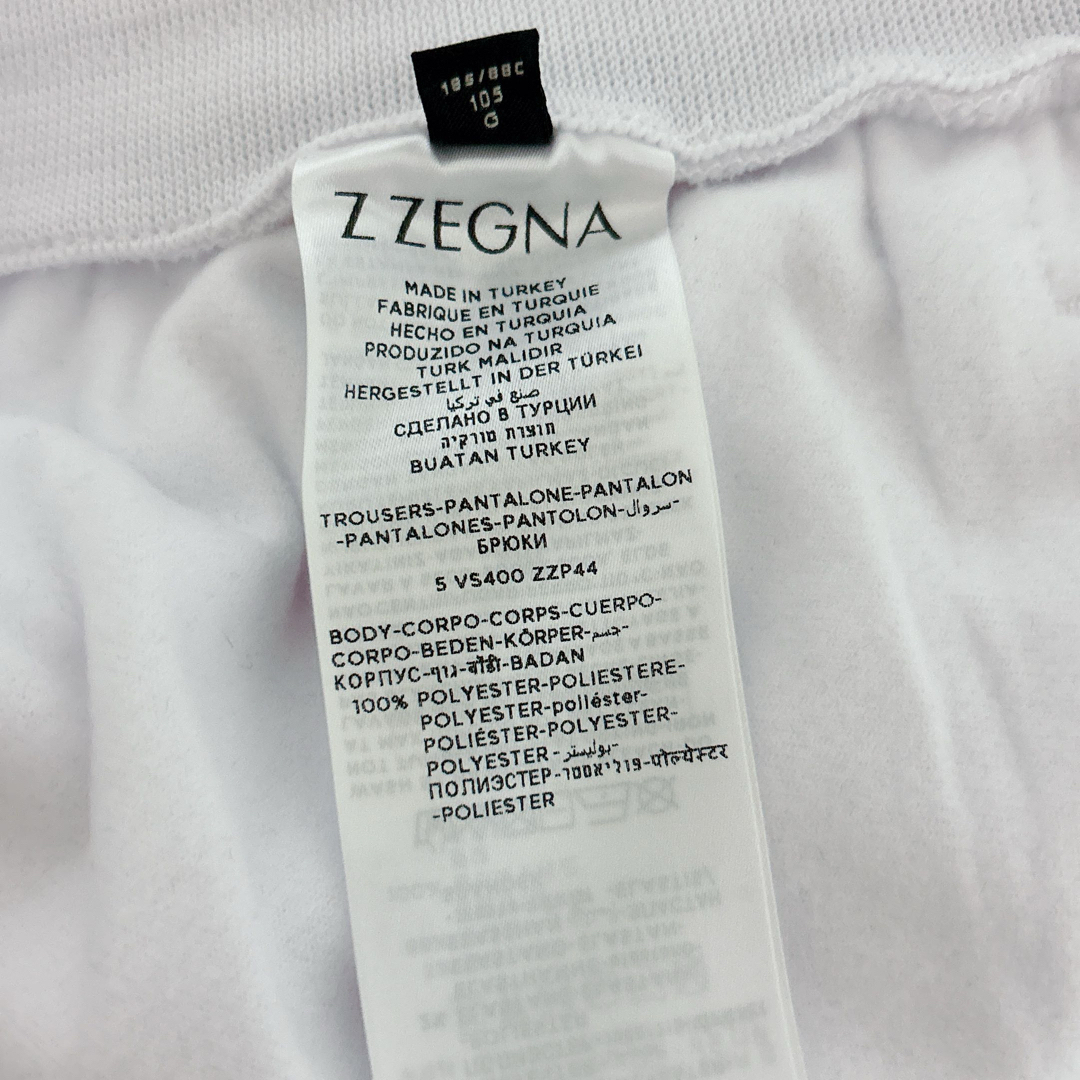 105
G
Z ZEGNA
MADE IN TURKEY
FABRIQUE EN TURQUIE
HECHO EN TURQUIA
PRODUZIDO NA TURQUIA
TURK MALIDIR
HERGESTELLT IN DER TÜRKEI
صنع في تركيا
СДЕЛАНО В ТУРЦИИ
תוצרת טורקיה
BUATAN TURKEY
TROUSERS-PANTALONE-PANTALON
-PANTALONES-PANTOLON-سروال-
БРЮКИ
5 VS400 ZZP44
BODY-CORPO-CORPS-CUERPO-
CORPO-BEDEN-KÖRPER-جسم-
КОРПУС-גוף-बॉडी-BADAN
100% POLYESTER-POLIESTERE-
POLYESTER-poliéster-
POLIÉSTER-POLYESTER-
POLYESTER-بوليستر-
ПОЛИЭСТЕР-פוליאסטר-पोल्येस्टर
-POLIESTER